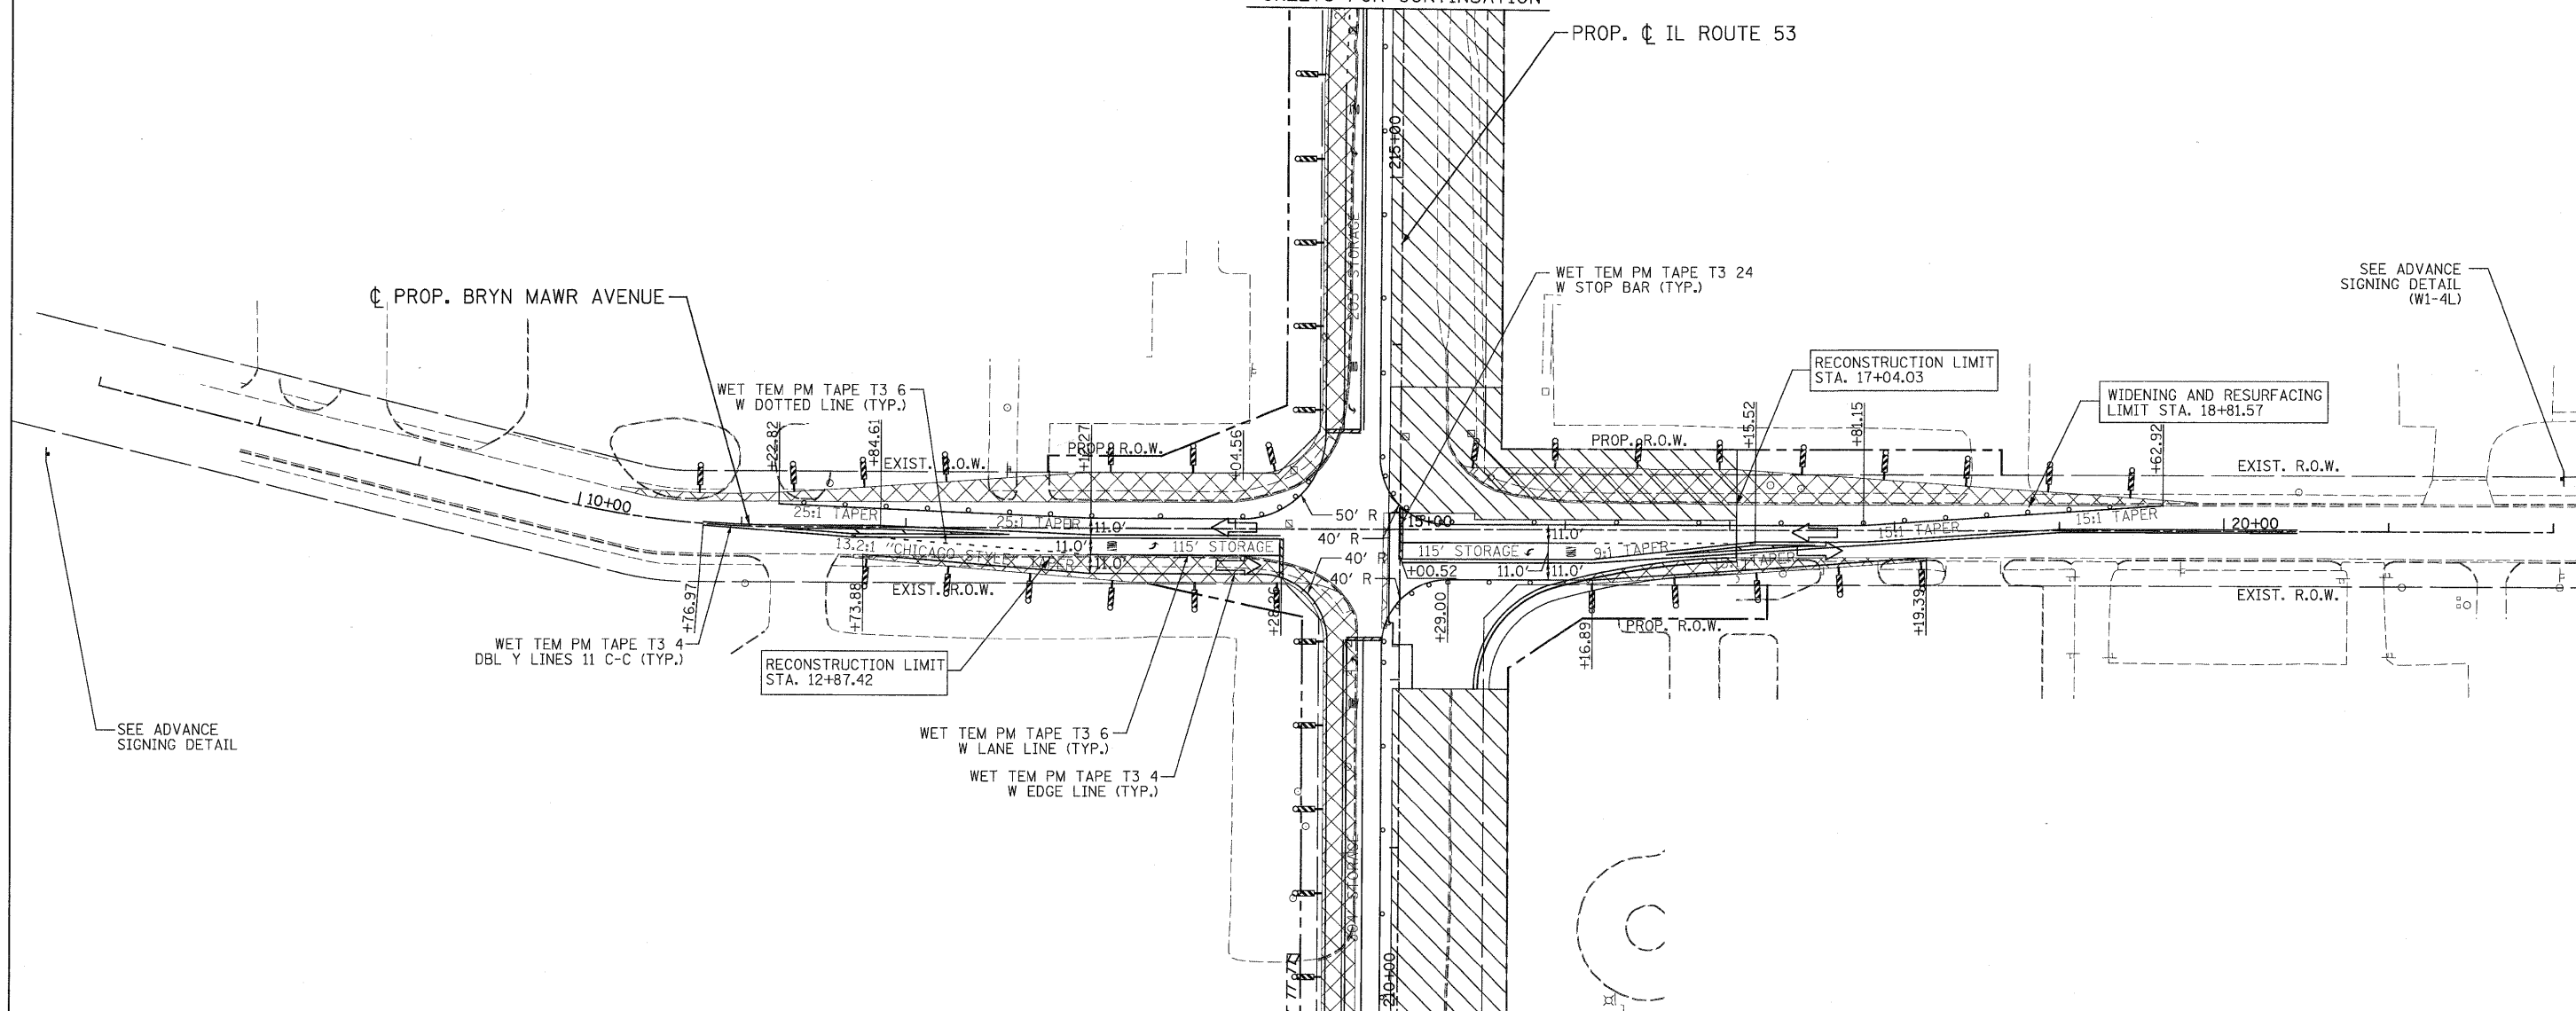 PROP. ℄ IL ROUTE 53
215+00
205' STORAGE
WET TEM PM TAPE T3 24
W STOP BAR (TYP.)
SEE ADVANCE
SIGNING DETAIL
(W1-4L)
℄ PROP. BRYN MAWR AVENUE
RECONSTRUCTION LIMIT
STA. 17+04.03
WET TEM PM TAPE T3 6
W DOTTED LINE (TYP.)
WIDENING AND RESURFACING
LIMIT STA. 18+81.57
+22.82
+84.61
+04.56
+15.52
+81.15
+62.92
EXIST. R.O.W.
PROP. R.O.W.
PROP. R.O.W.
EXIST. R.O.W.
10+00
25:1 TAPER
25:1 TAPER
11.0'
50' R
15+00
11.0'
15:1 TAPER
15:1 TAPER
20+00
40' R
13.2:1 "CHICAGO STYLE" TAPER
11.0'
115' STORAGE
40' R
115' STORAGE
9:1 TAPER
11.0'
40' R
+00.52
11.0'
11.0'
TAPER
EXIST. R.O.W.
EXIST. R.O.W.
+76.97
+73.88
+29.00
+16.89
+19.39
PROP. R.O.W.
WET TEM PM TAPE T3 4
DBL Y LINES 11 C-C (TYP.)
RECONSTRUCTION LIMIT
STA. 12+87.42
SEE ADVANCE
SIGNING DETAIL
WET TEM PM TAPE T3 6
W LANE LINE (TYP.)
WET TEM PM TAPE T3 4
W EDGE LINE (TYP.)
STORAGE
210+00